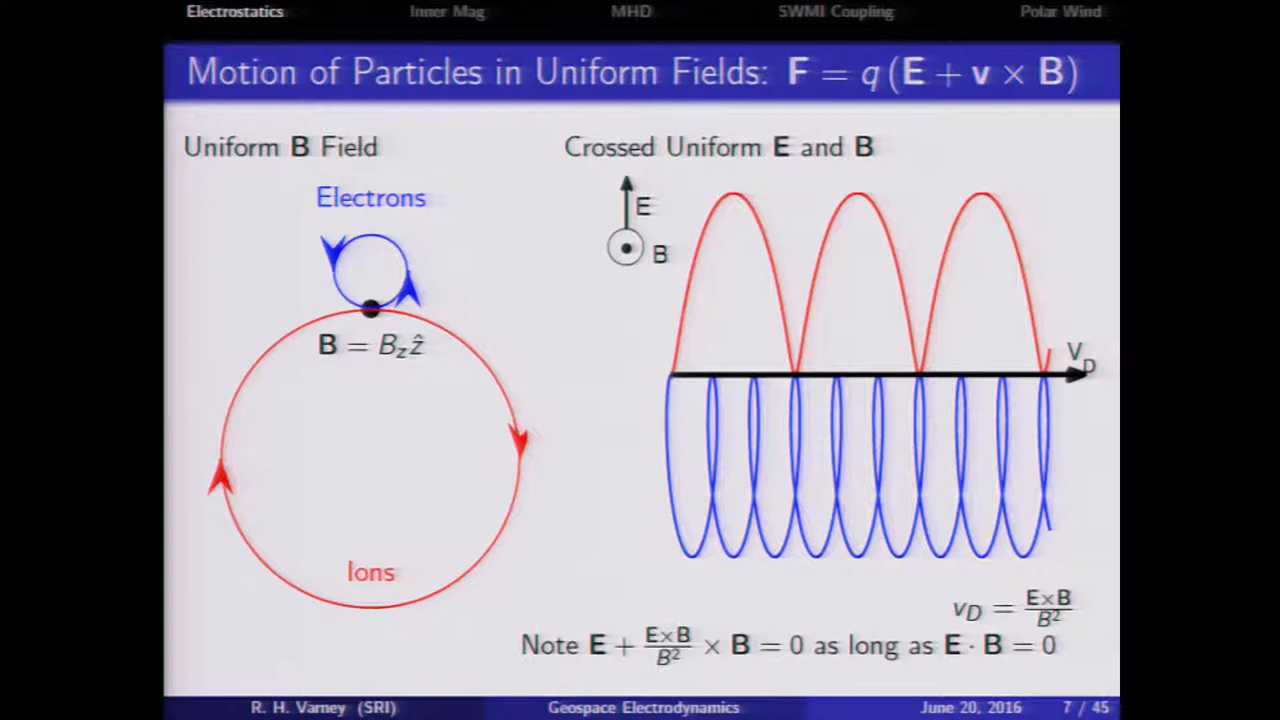 Electrostatics Inner Mag MHD SWMI Coupling Polar Wind
Motion of Particles in Uniform Fields: F = q (E + v × B)
Uniform B Field
Crossed Uniform E and B
Electrons
E
B
B = B_z ẑ
V_D
Ions
v_D = E×B / B²
Note E + E×B / B² × B = 0 as long as E · B = 0
R. H. Varney (SRI) Geospace Electrodynamics June 20, 2016 7 / 45